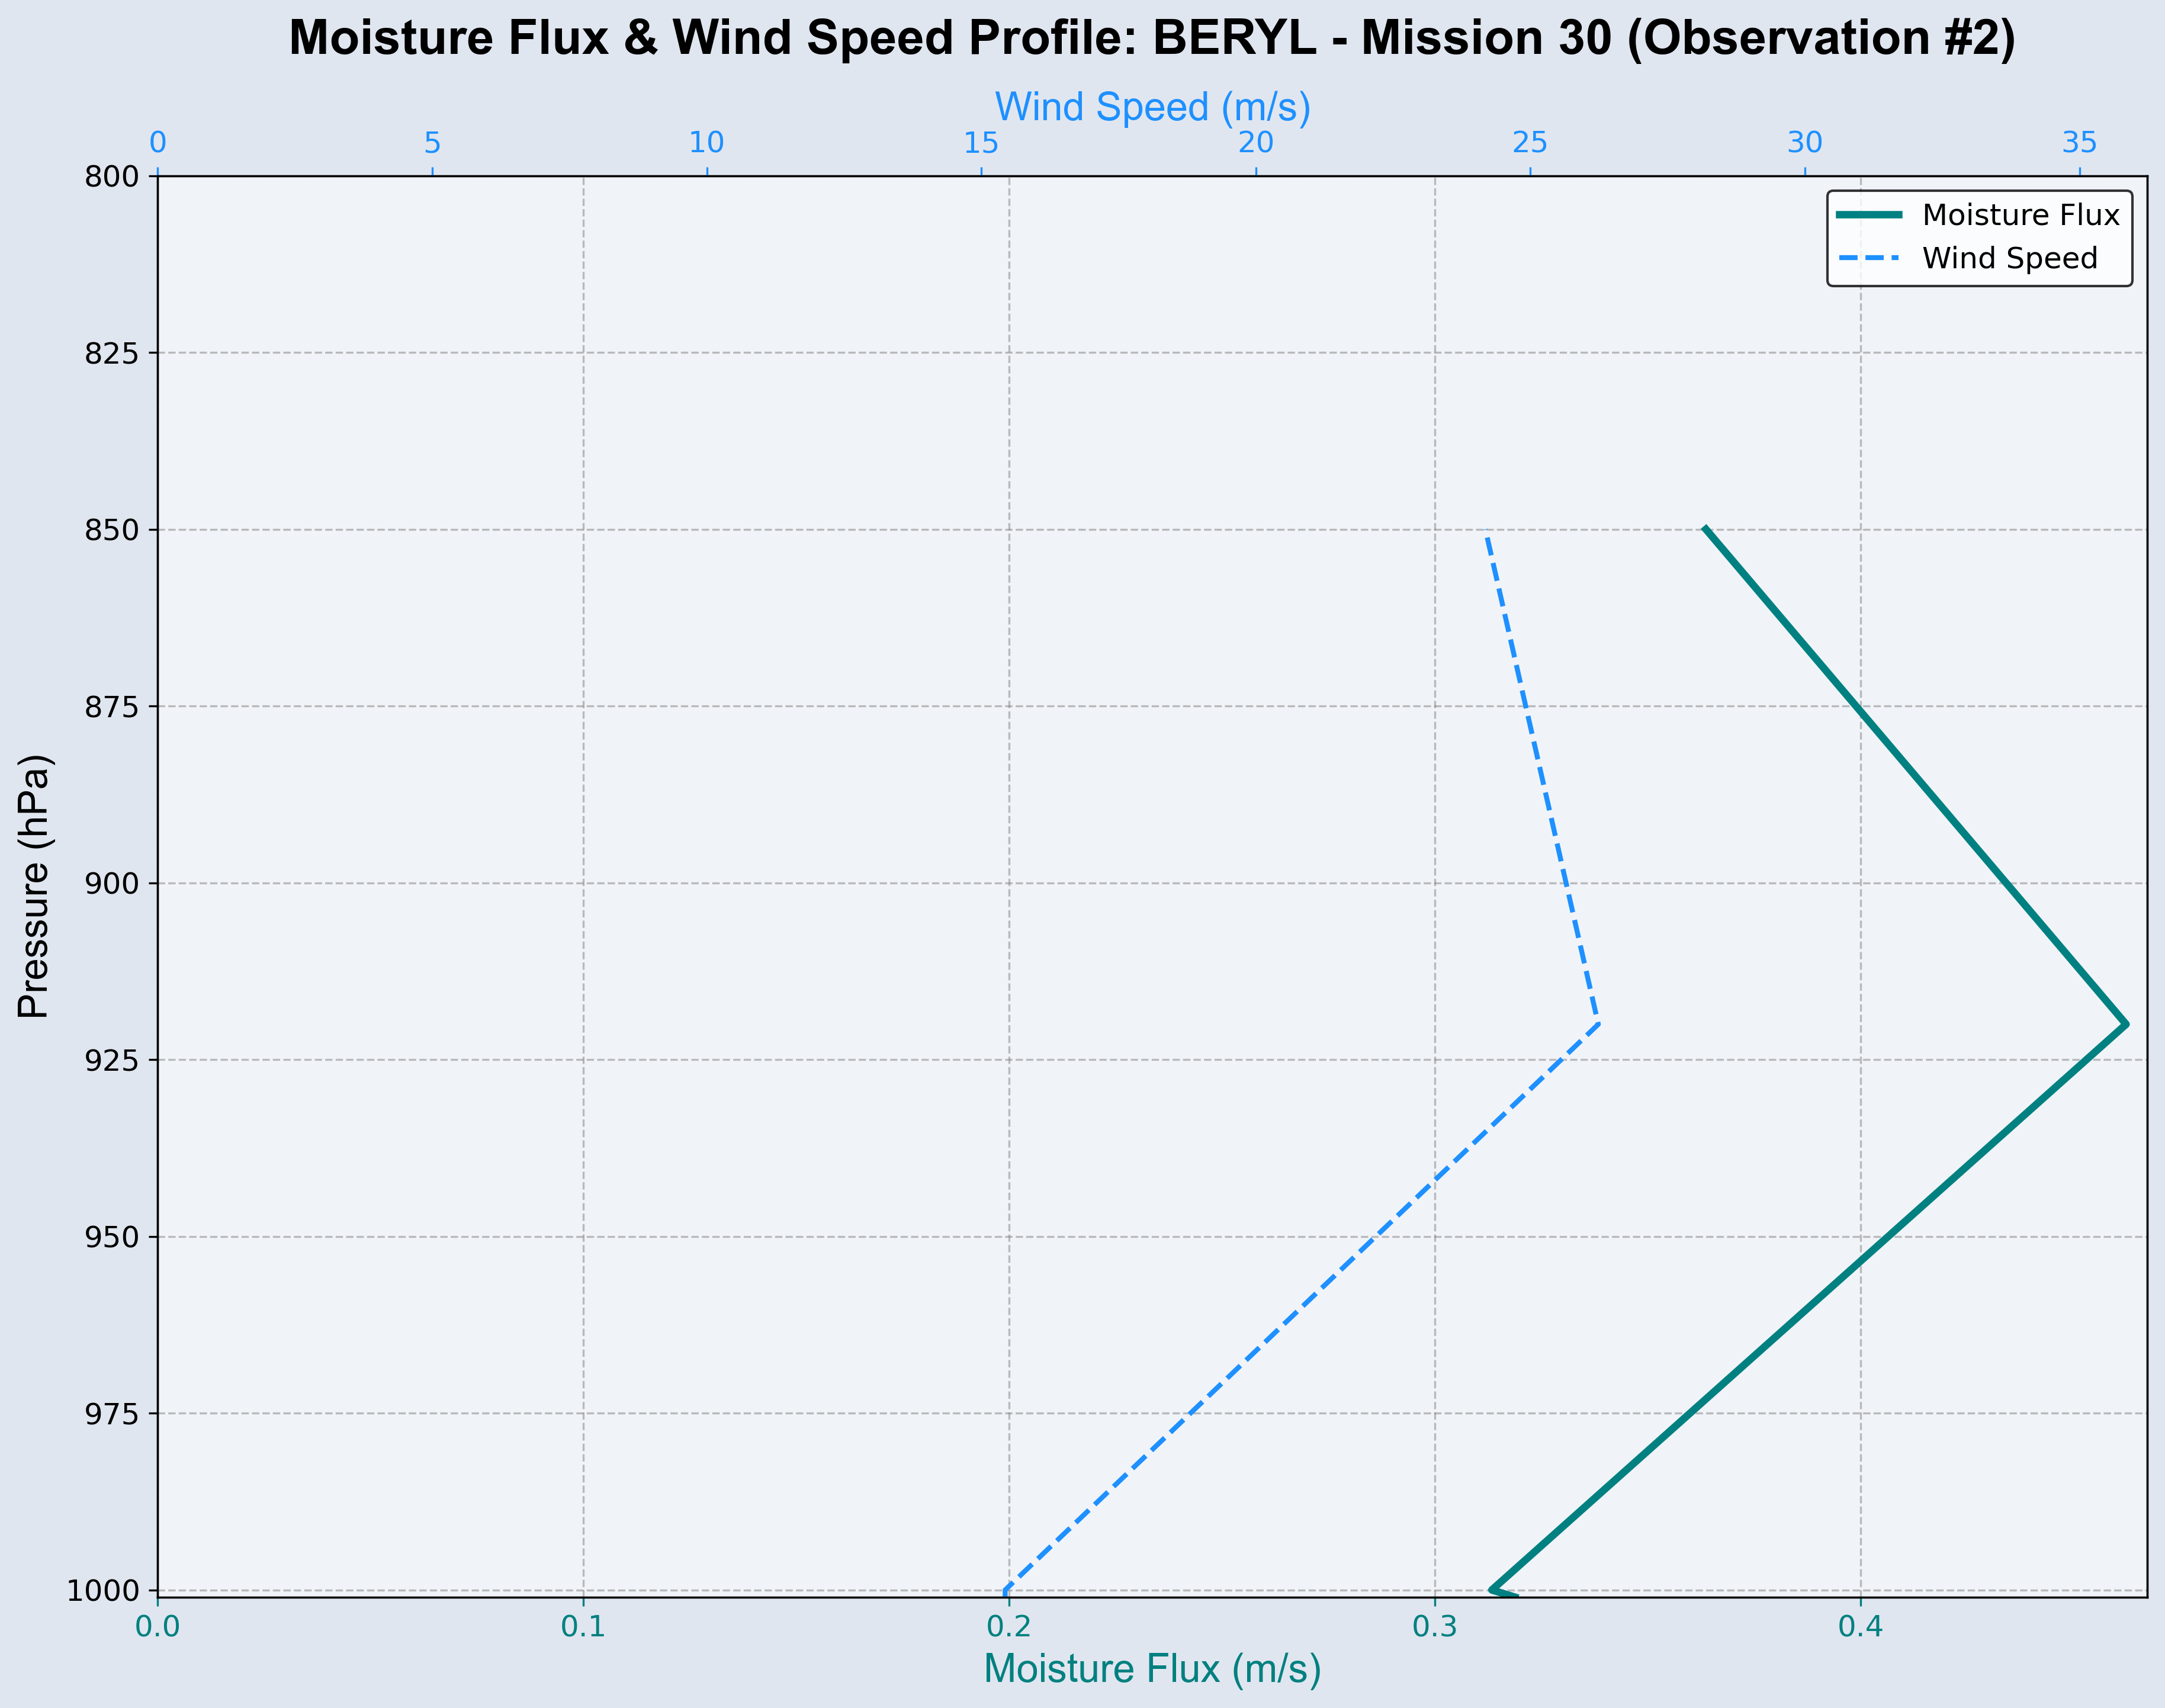 Moisture Flux & Wind Speed Profile: BERYL - Mission 30 (Observation #2)
Wind Speed (m/s)
0 5 10 15 20 25 30 35
Moisture Flux
Wind Speed
Pressure (hPa)
800
825
850
875
900
925
950
975
1000
0.0 0.1 0.2 0.3 0.4
Moisture Flux (m/s)